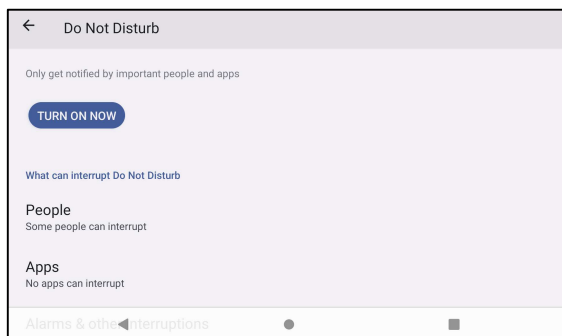 Do Not Disturb
Only get notified by important people and apps
TURN ON NOW
What can interrupt Do Not Disturb
People
Some people can interrupt
Apps
No apps can interrupt
Alarms & other interruptions